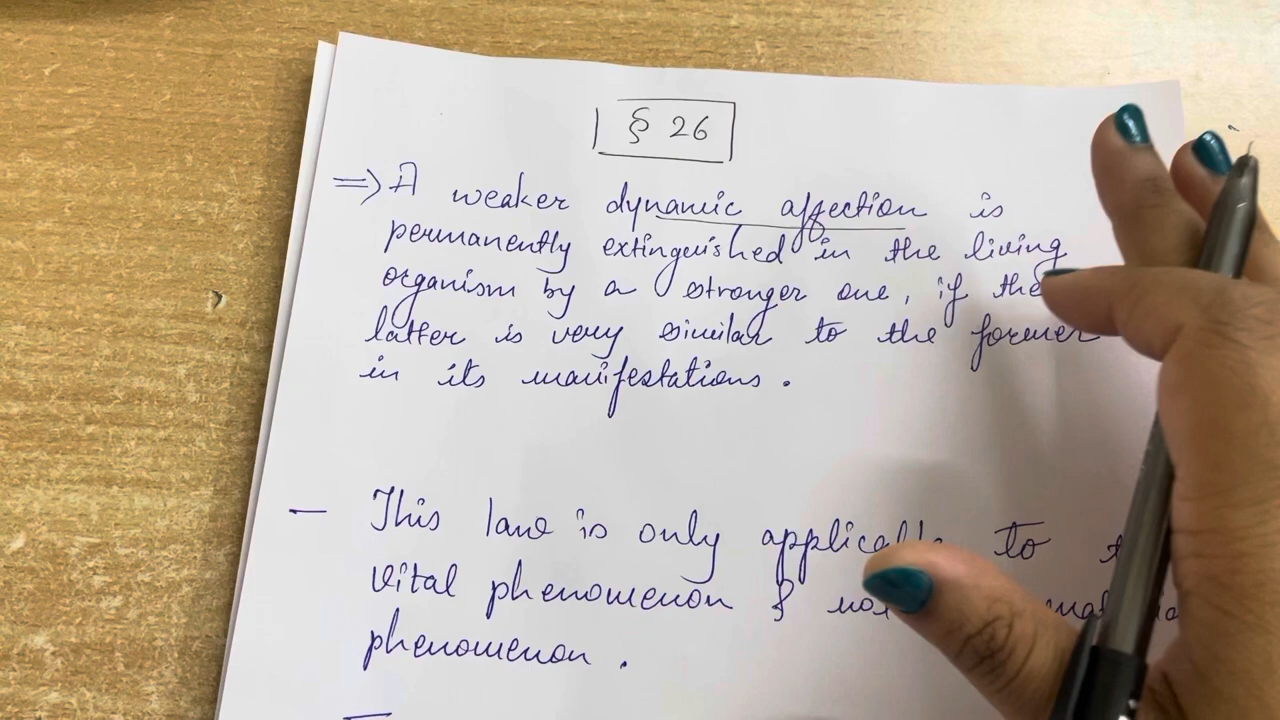 § 26
⇒ A weaker dynamic affection is
permanently extinguished in the living
organism by a stronger one, if the
latter is very similar to the former
in its manifestations.
- This law is only applicable to
vital phenomenon &
phenomenon.